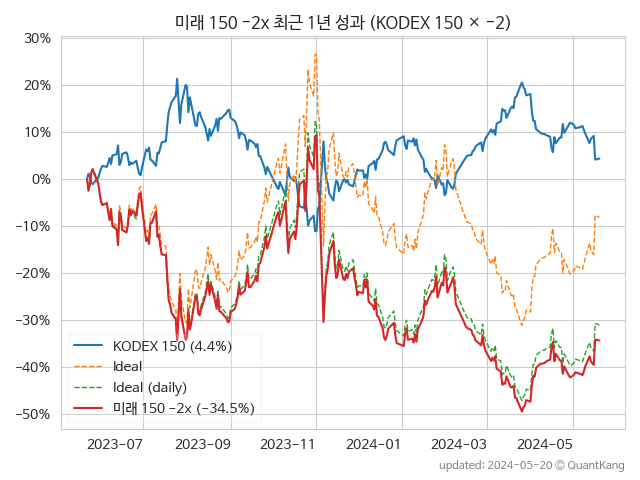 미래 150 −2x 최근 1년 성과 (KODEX 150 × −2)
30%
20%
10%
0%
−10%
−20%
−30%
−40%
−50%
KODEX 150 (4.4%)
Ideal
Ideal (daily)
미래 150 −2x (−34.5%)
2023-07 2023-09 2023-11 2024-01 2024-03 2024-05
updated: 2024-05-20 ⓒ QuantKang